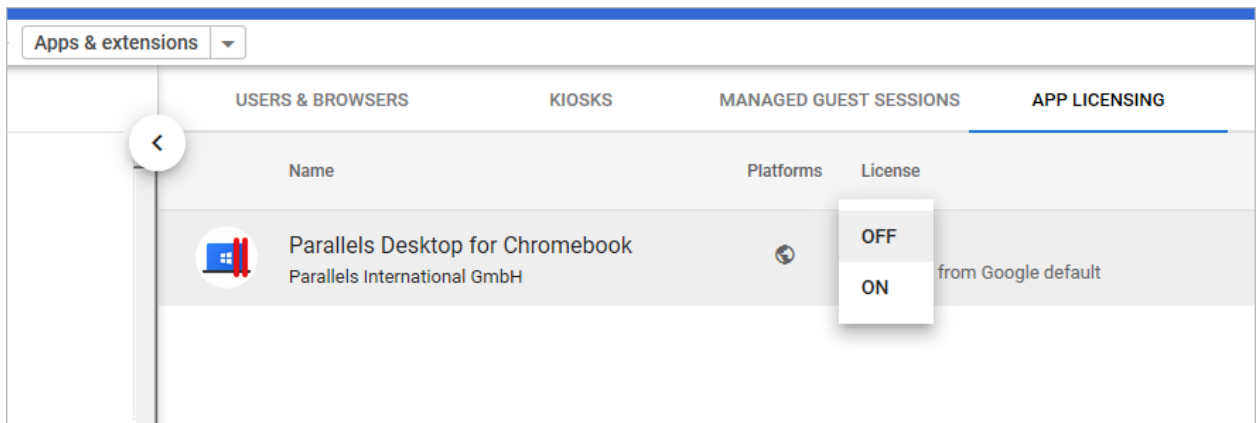 Apps & extensions
USERS & BROWSERS KIOSKS MANAGED GUEST SESSIONS APP LICENSING
Name Platforms License
Parallels Desktop for Chromebook
Parallels International GmbH
OFF
from Google default
ON